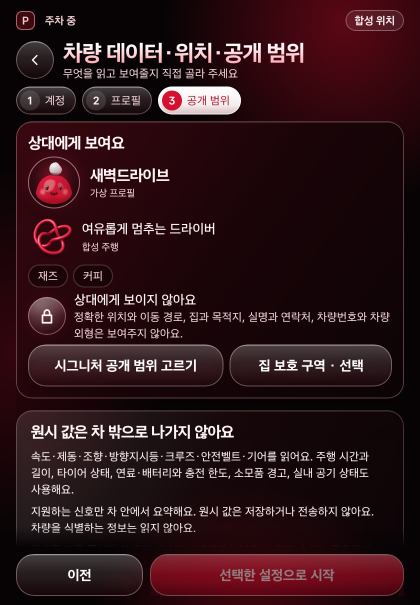 P 주차 중 합성 위치
차량 데이터·위치·공개 범위
무엇을 읽고 보여줄지 직접 골라 주세요
1 계정 2 프로필 3 공개 범위
상대에게 보여요
새벽드라이브
가상 프로필
여유롭게 멈추는 드라이버
합성 주행
재즈 커피
상대에게 보이지 않아요
정확한 위치와 이동 경로, 집과 목적지, 실명과 연락처, 차량번호와 차량
외형은 보여주지 않아요.
시그니처 공개 범위 고르기 집 보호 구역 · 선택
원시 값은 차 밖으로 나가지 않아요
속도·제동·조향·방향지시등·크루즈·안전벨트·기어를 읽어요. 주행 시간과
길이, 타이어 상태, 연료·배터리와 충전 한도, 소모품 경고, 실내 공기 상태도
사용해요.
지원하는 신호만 차 안에서 요약해요. 원시 값은 저장하거나 전송하지 않아요.
차량을 식별하는 정보는 읽지 않아요.
이전 선택한 설정으로 시작